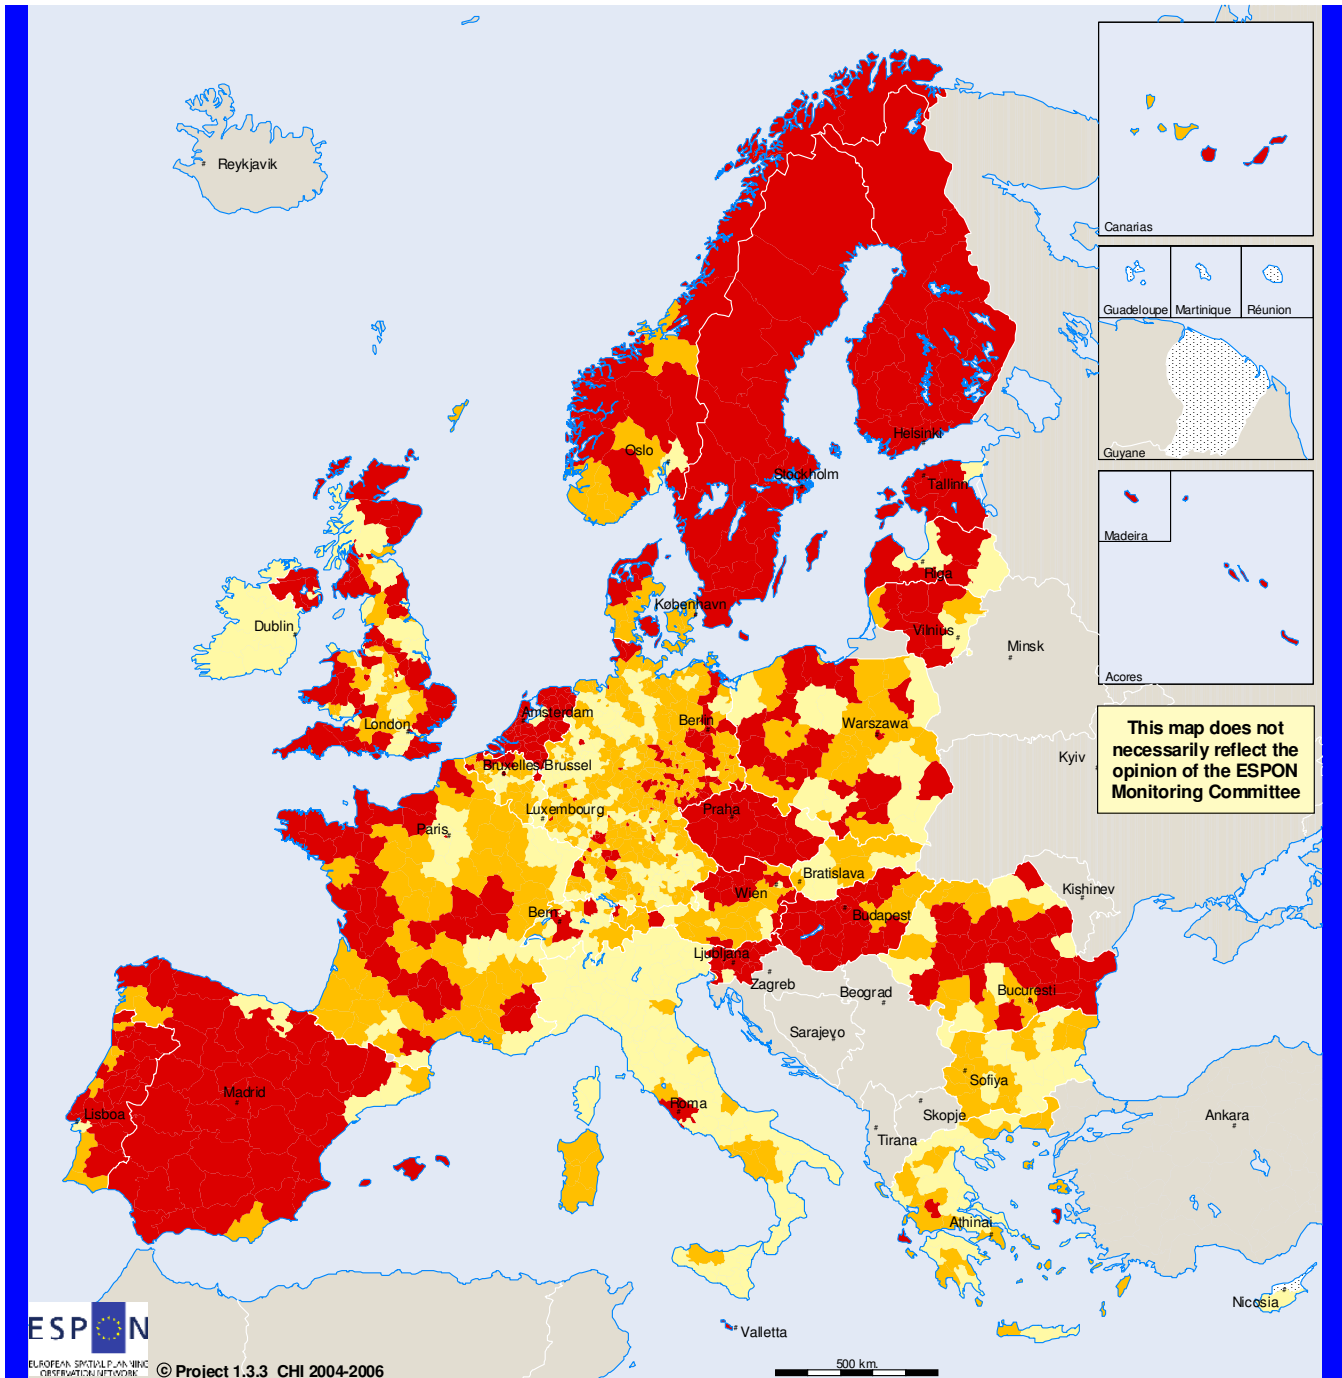 Reykjavik
Canarias
Guadeloupe
Martinique
Réunion
Guyane
Madeira
Acores
Oslo
Helsinki
Stockholm
Tallinn
Riga
København
Vilnius
Minsk
Dublin
London
Amsterdam
Berlin
Warszawa
Kyiv
This map does not
necessarily reflect the
opinion of the ESPON
Monitoring Committee
Bruxelles/Brussel
Luxembourg
Praha
Paris
Bratislava
Wien
Kishinev
Bern
Budapest
Ljubljana
Zagreb
Beograd
Bucuresti
Sarajevo
Madrid
Sofiya
Lisboa
Roma
Skopje
Ankara
Tirana
Athinai
Nicosia
Valletta
ESPON
EUROPEAN SPATIAL PLANNING
OBSERVATION NETWORK
© Project 1.3.3 CHI 2004-2006
500 km.